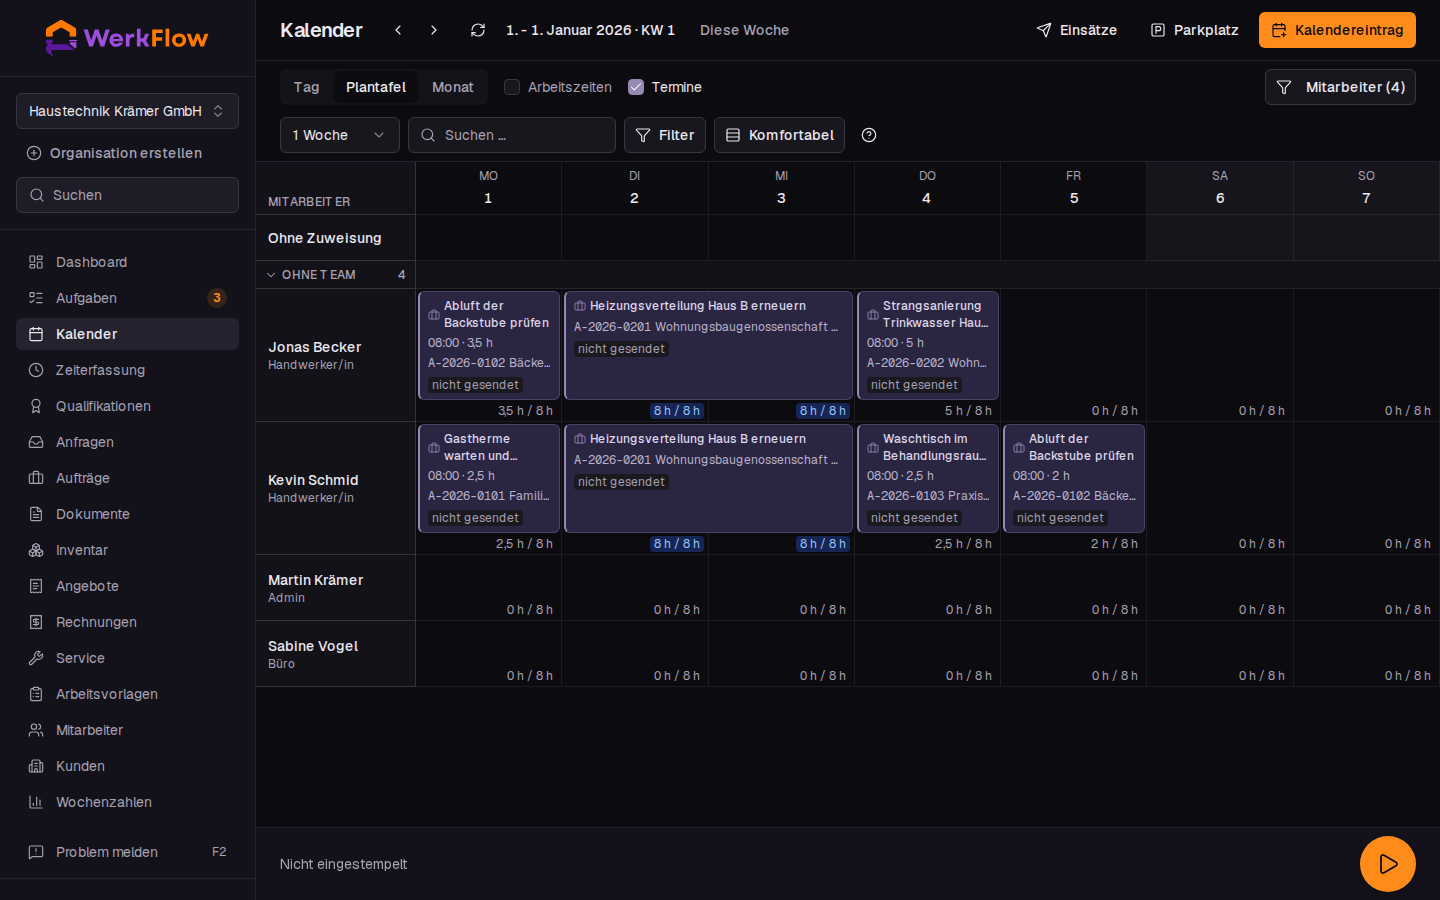 WerkFlow
Haustechnik Krämer GmbH
Organisation erstellen
Suchen
Dashboard
Aufgaben 3
Kalender
Zeiterfassung
Qualifikationen
Anfragen
Aufträge
Dokumente
Inventar
Angebote
Rechnungen
Service
Arbeitsvorlagen
Mitarbeiter
Kunden
Wochenzahlen
Problem melden F2
Kalender
1. - 1. Januar 2026 · KW 1
Diese Woche
Einsätze
Parkplatz
Kalendereintrag
Tag Plantafel Monat
Arbeitszeiten
Termine
Mitarbeiter (4)
1 Woche
Suchen …
Filter
Komfortabel
MITARBEITER
MO 1
DI 2
MI 3
DO 4
FR 5
SA 6
SO 7
Ohne Zuweisung
OHNE TEAM 4
Jonas Becker
Handwerker/in
Abluft der
Backstube prüfen
08:00 · 3,5 h
A-2026-0102 Bäcke…
nicht gesendet
Heizungsverteilung Haus B erneuern
A-2026-0201 Wohnungsbaugenossenschaft …
nicht gesendet
Strangsanierung
Trinkwasser Hau…
08:00 · 5 h
A-2026-0202 Wohn…
nicht gesendet
3,5 h / 8 h
8 h / 8 h
8 h / 8 h
5 h / 8 h
0 h / 8 h
0 h / 8 h
0 h / 8 h
Kevin Schmid
Handwerker/in
Gastherme
warten und…
08:00 · 2,5 h
A-2026-0101 Famili…
nicht gesendet
Heizungsverteilung Haus B erneuern
A-2026-0201 Wohnungsbaugenossenschaft …
nicht gesendet
Waschtisch im
Behandlungsrau…
08:00 · 2,5 h
A-2026-0103 Praxis…
nicht gesendet
Abluft der
Backstube prüfen
08:00 · 2 h
A-2026-0102 Bäcke…
nicht gesendet
2,5 h / 8 h
8 h / 8 h
8 h / 8 h
2,5 h / 8 h
2 h / 8 h
0 h / 8 h
0 h / 8 h
Martin Krämer
Admin
0 h / 8 h
0 h / 8 h
0 h / 8 h
0 h / 8 h
0 h / 8 h
0 h / 8 h
0 h / 8 h
Sabine Vogel
Büro
0 h / 8 h
0 h / 8 h
0 h / 8 h
0 h / 8 h
0 h / 8 h
0 h / 8 h
0 h / 8 h
Nicht eingestempelt